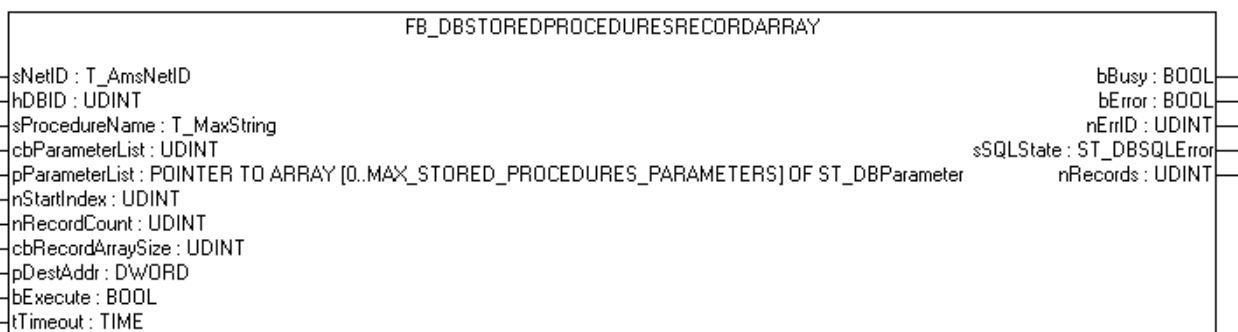 FB_DBSTOREDPROCEDURESRECORDARRAY
sNetID : T_AmsNetID bBusy : BOOL
hDBID : UDINT bError : BOOL
sProcedureName : T_MaxString nErrID : UDINT
cbParameterList : UDINT sSQLState : ST_DBSQLError
pParameterList : POINTER TO ARRAY [0..MAX_STORED_PROCEDURES_PARAMETERS] OF ST_DBParameter nRecords : UDINT
nStartIndex : UDINT
nRecordCount : UDINT
cbRecordArraySize : UDINT
pDestAddr : DWORD
bExecute : BOOL
tTimeout : TIME